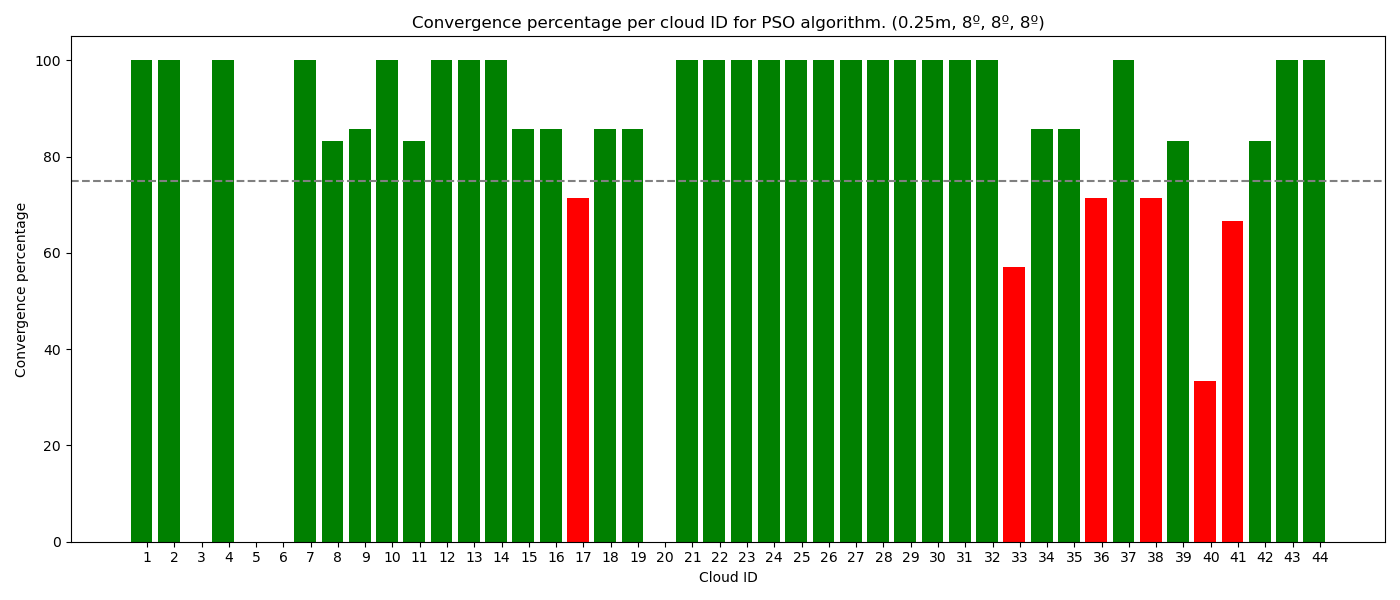 Convergence percentage per cloud ID for PSO algorithm. (0.25m, 8º, 8º, 8º)
100
80
60
40
20
0
Convergence percentage
1 2 3 4 5 6 7 8 9 10 11 12 13 14 15 16 17 18 19 20 21 22 23 24 25 26 27 28 29 30 31 32 33 34 35 36 37 38 39 40 41 42 43 44
Cloud ID